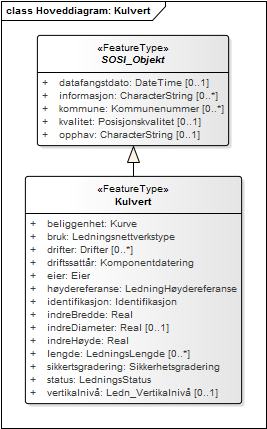 class Hoveddiagram: Kulvert
«FeatureType»
SOSI_Objekt
+ datafangstdato: DateTime [0..1]
+ informasjon: CharacterString [0..*]
+ kommune: Kommunenummer [0..*]
+ kvalitet: Posisjonskvalitet [0..1]
+ opphav: CharacterString [0..1]
«FeatureType»
Kulvert
+ beliggenhet: Kurve
+ bruk: Ledningsnettverkstype
+ drifter: Drifter [0..*]
+ driftssattår: Komponentdatering
+ eier: Eier
+ høydereferanse: LedningHøydereferanse
+ identifikasjon: Identifikasjon
+ indreBredde: Real
+ indreDiameter: Real [0..1]
+ indreHøyde: Real
+ lengde: LedningsLengde [0..*]
+ sikkertsgradering: Sikkerhetsgradering
+ status: LedningsStatus
+ vertikalnivå: Ledn_Vertikalnivå [0..1]